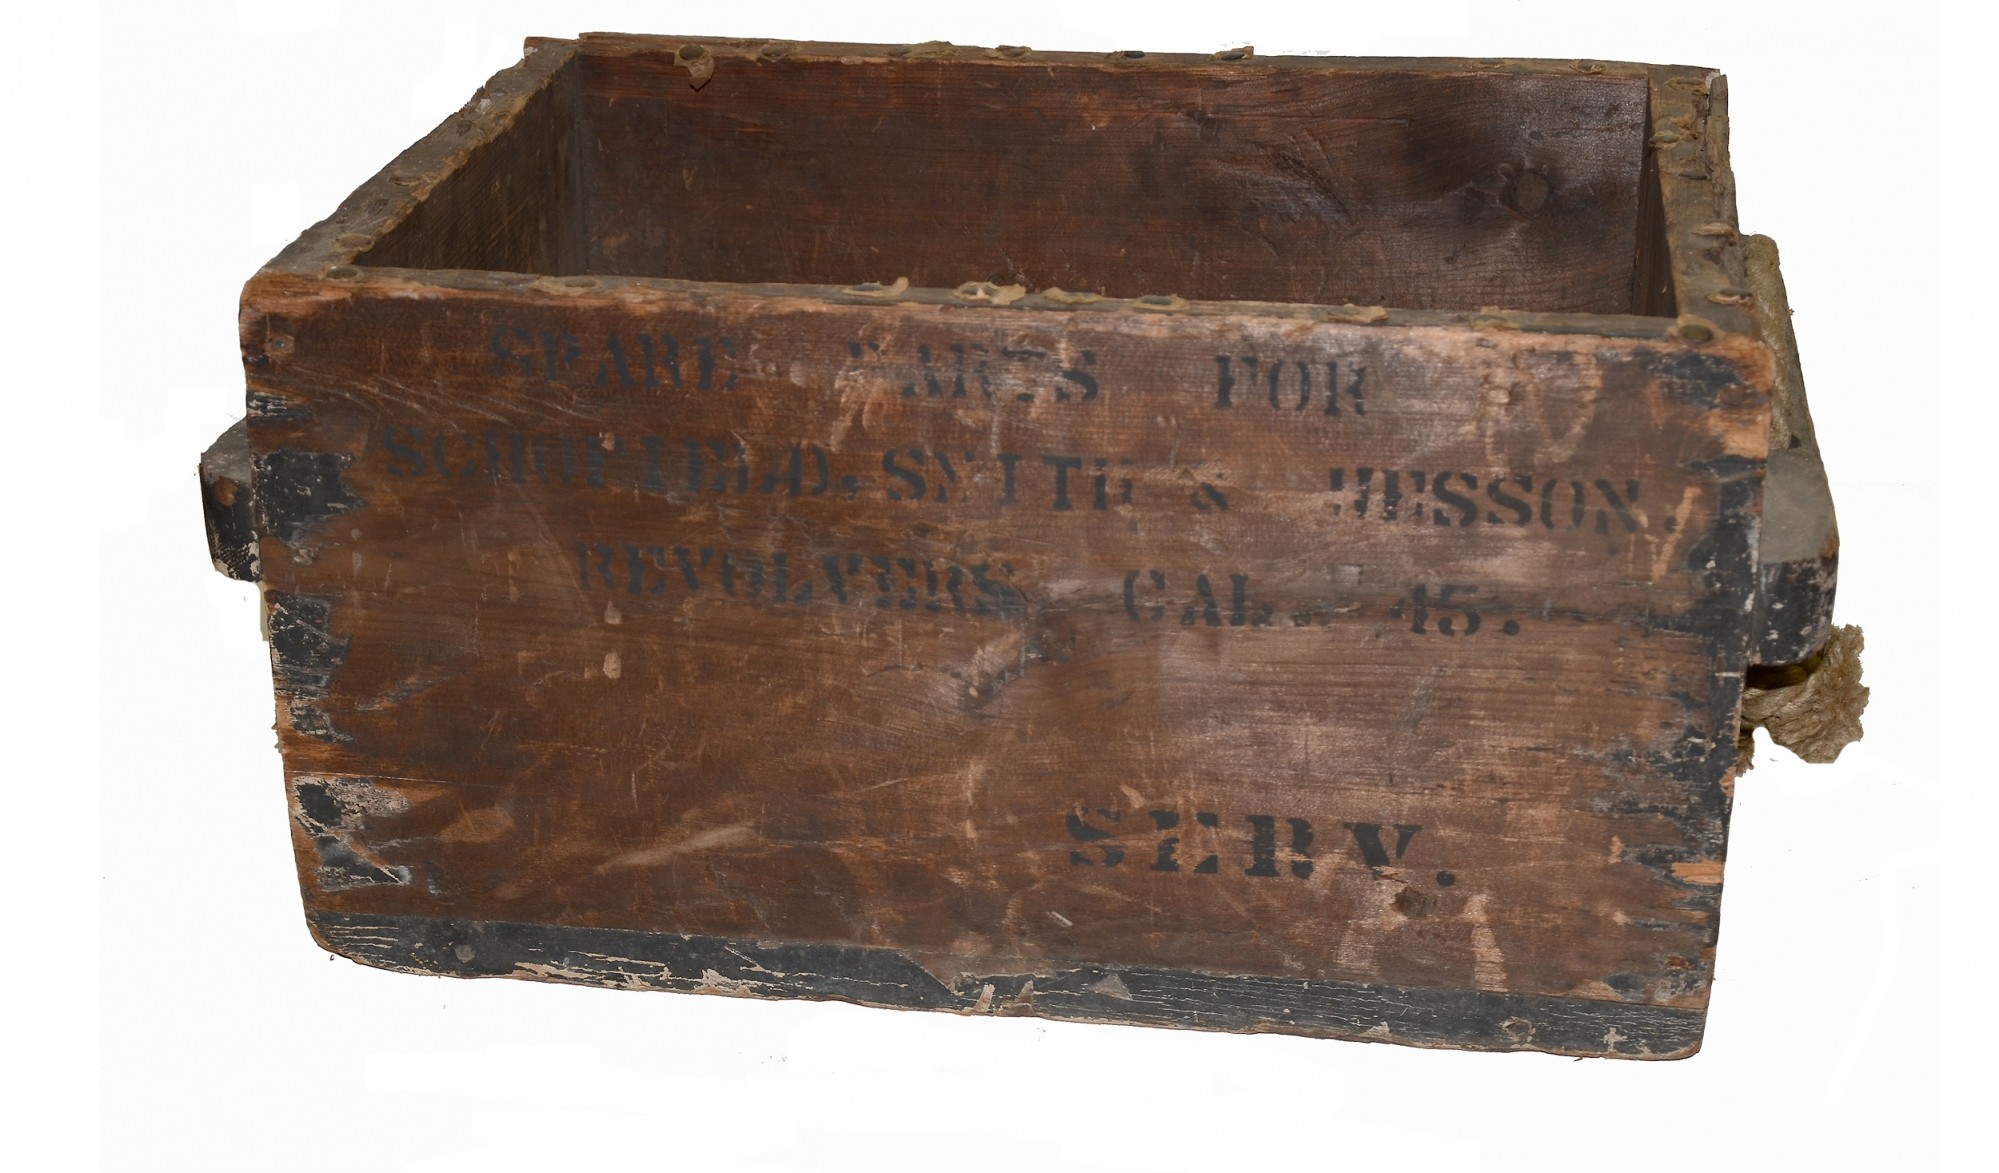 SPARE PARTS FOR
SCHOFIELD. SMITH & WESSON.
REVOLVERS CAL. 45.
SERV.